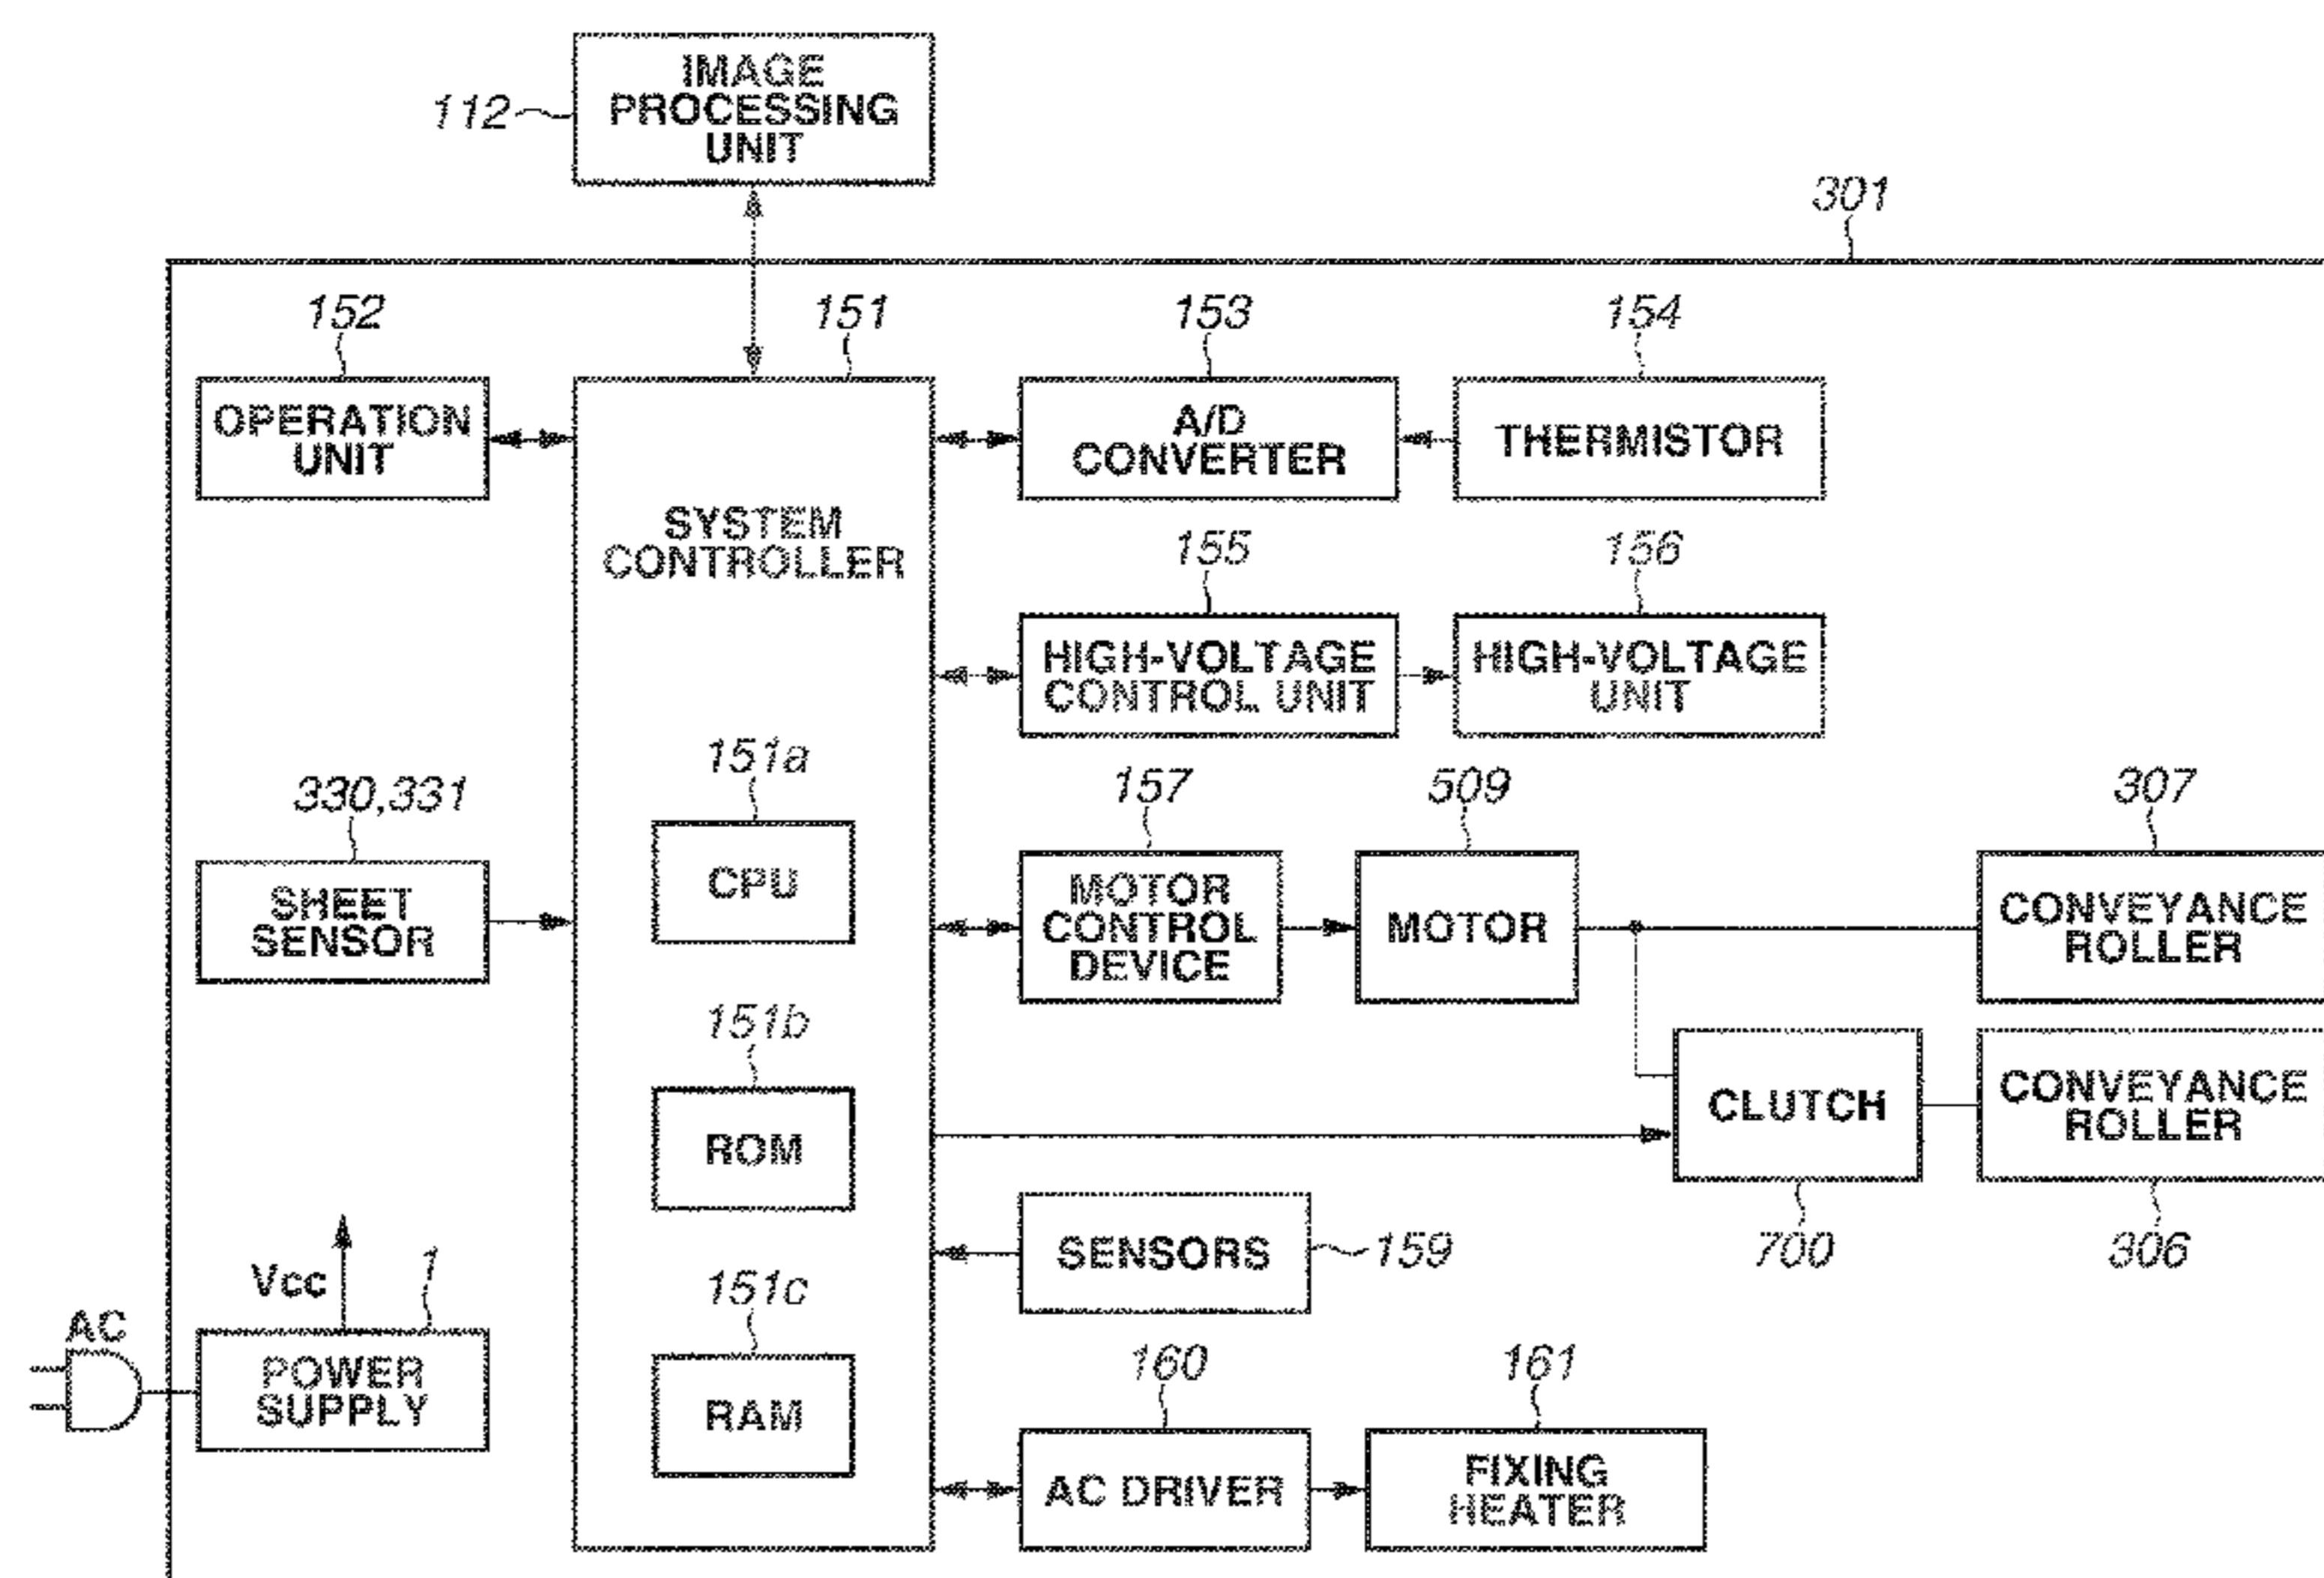 112
IMAGE
PROCESSING
UNIT
301
152
151
153
154
OPERATION
UNIT
A/D
CONVERTER
THERMISTOR
SYSTEM
CONTROLLER
155
156
HIGH-VOLTAGE
CONTROL UNIT
HIGH-VOLTAGE
UNIT
330,331
151a
157
509
307
SHEET
SENSOR
CPU
MOTOR
CONTROL
DEVICE
MOTOR
CONVEYANCE
ROLLER
151b
ROM
CLUTCH
CONVEYANCE
ROLLER
700
306
SENSORS
159
Vcc
1
151c
AC
POWER
SUPPLY
RAM
160
161
AC DRIVER
FIXING
HEATER